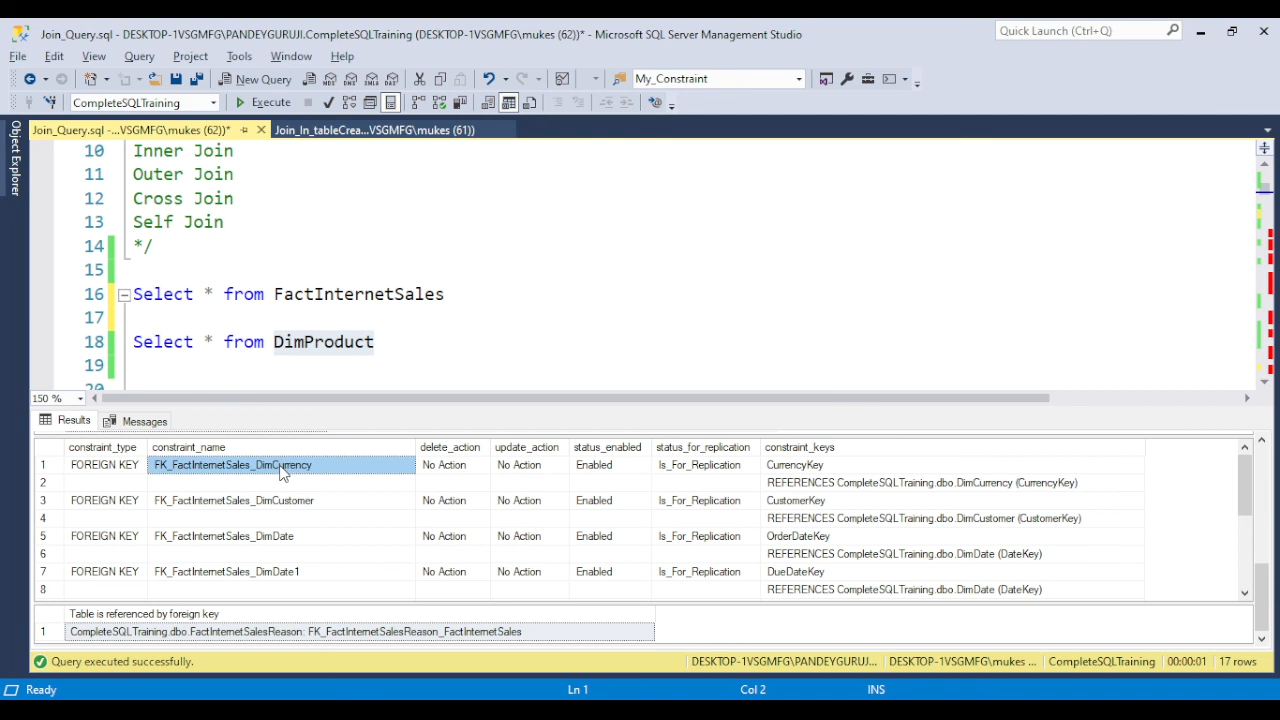 Join_Query.sql - DESKTOP-1VSGMFG\PANDEYGURUJI.CompleteSQLTraining (DESKTOP-1VSGMFG\mukes (62))* - Microsoft SQL Server Management Studio
Quick Launch (Ctrl+Q)
File Edit View Query Project Tools Window Help
New Query My_Constraint
CompleteSQLTraining Execute
Join_Query.sql -...VSGMFG\mukes (62))* Join_In_tableCrea...VSGMFG\mukes (61))
Object Explorer
10 Inner Join
11 Outer Join
12 Cross Join
13 Self Join
14 */
15
16 Select * from FactInternetSales
17
18 Select * from DimProduct
19
20
150 %
Results Messages
constraint_type constraint_name delete_action update_action status_enabled status_for_replication constraint_keys
1 FOREIGN KEY FK_FactInternetSales_DimCurrency No Action No Action Enabled Is_For_Replication CurrencyKey
2 REFERENCES CompleteSQLTraining.dbo.DimCurrency (CurrencyKey)
3 FOREIGN KEY FK_FactInternetSales_DimCustomer No Action No Action Enabled Is_For_Replication CustomerKey
4 REFERENCES CompleteSQLTraining.dbo.DimCustomer (CustomerKey)
5 FOREIGN KEY FK_FactInternetSales_DimDate No Action No Action Enabled Is_For_Replication OrderDateKey
6 REFERENCES CompleteSQLTraining.dbo.DimDate (DateKey)
7 FOREIGN KEY FK_FactInternetSales_DimDate1 No Action No Action Enabled Is_For_Replication DueDateKey
8 REFERENCES CompleteSQLTraining.dbo.DimDate (DateKey)
Table is referenced by foreign key
1 CompleteSQLTraining.dbo.FactInternetSalesReason: FK_FactInternetSalesReason_FactInternetSales
Query executed successfully. DESKTOP-1VSGMFG\PANDEYGURUJ... DESKTOP-1VSGMFG\mukes ... CompleteSQLTraining 00:00:01 17 rows
Ready Ln 1 Col 2 INS